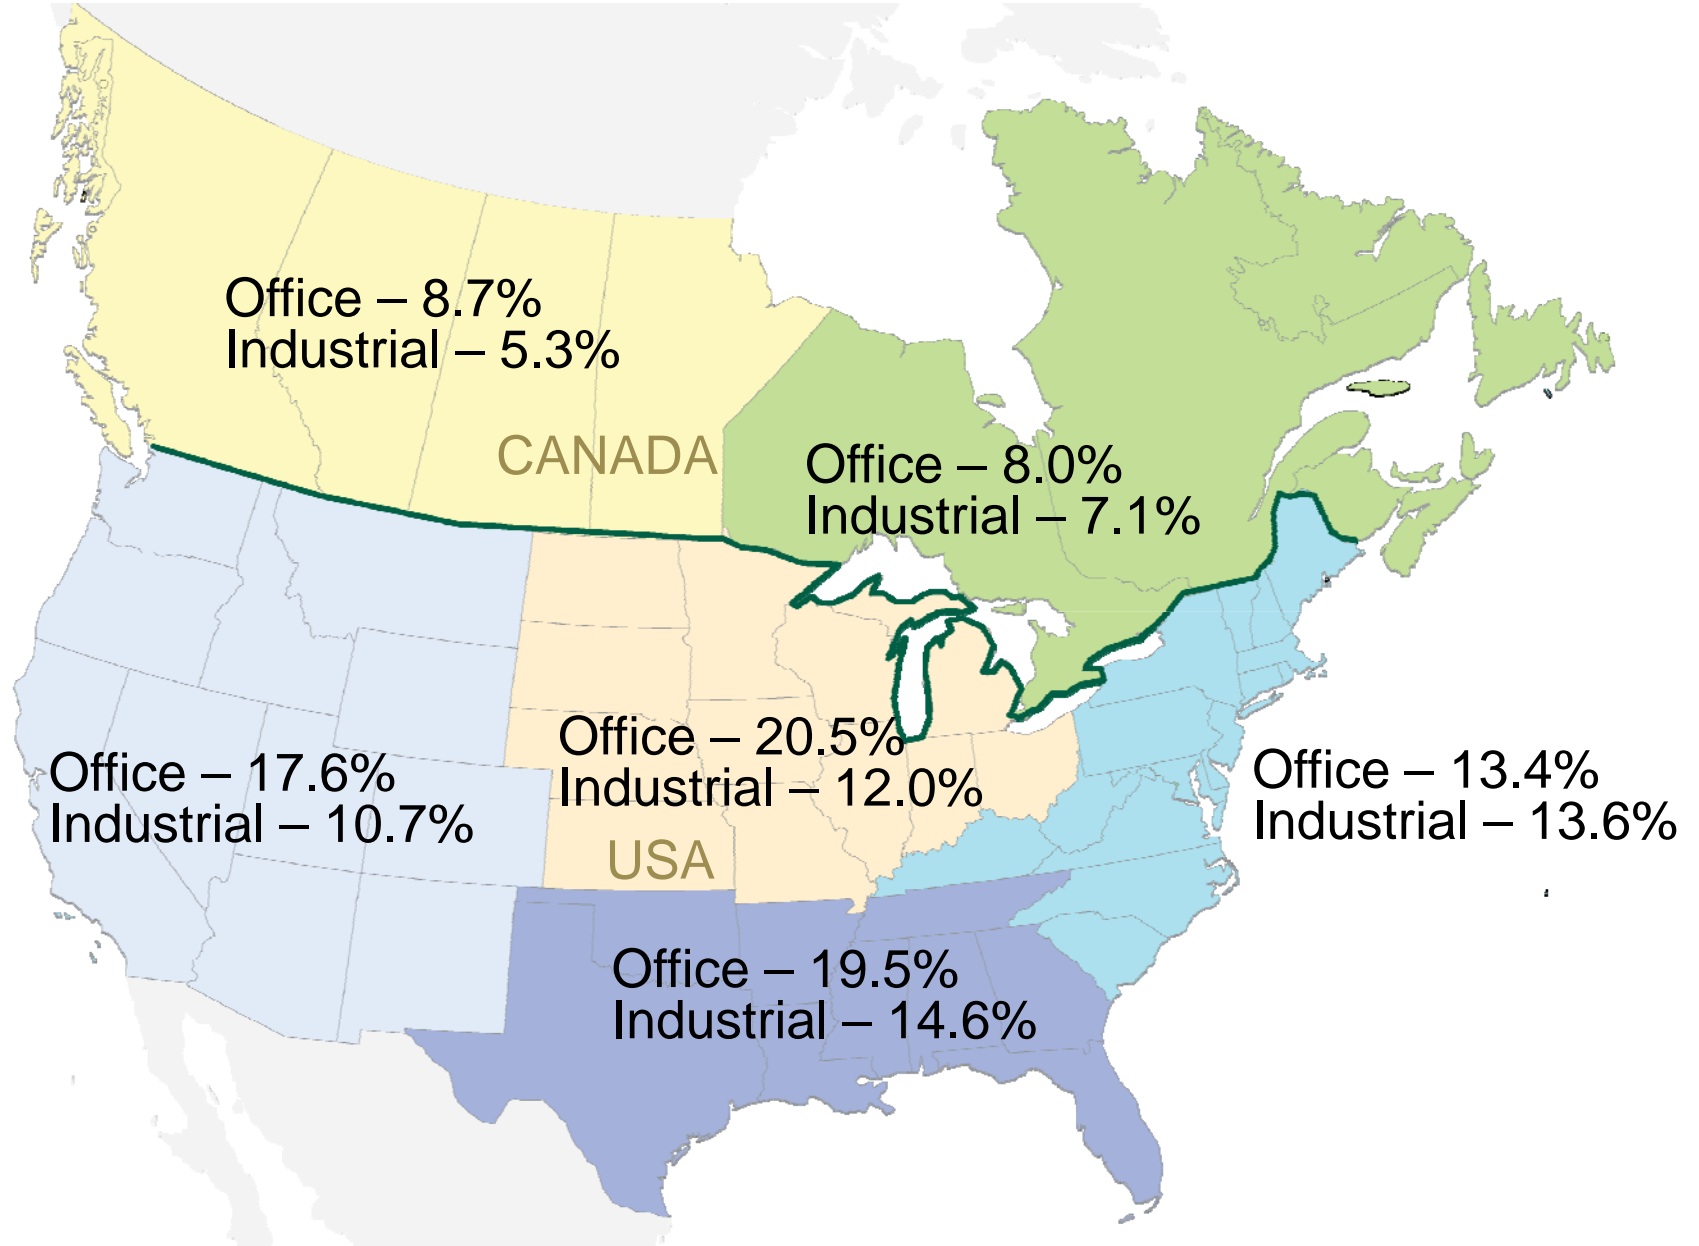 Office – 8.7%
Industrial – 5.3%
CANADA
Office – 8.0%
Industrial – 7.1%
Office – 17.6%
Industrial – 10.7%
Office – 20.5%
Industrial – 12.0%
USA
Office – 13.4%
Industrial – 13.6%
Office – 19.5%
Industrial – 14.6%